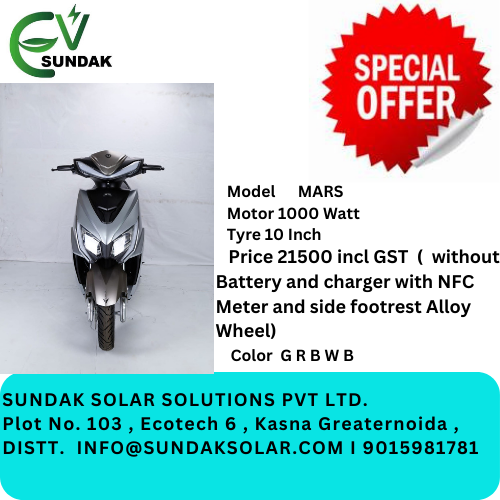 EV
SUNDAK
SPECIAL
OFFER
Model MARS
Motor 1000 Watt
Tyre 10 Inch
Price 21500 incl GST ( without
Battery and charger with NFC
Meter and side footrest Alloy
Wheel)
Color G R B W B
SUNDAK SOLAR SOLUTIONS PVT LTD.
Plot No. 103 , Ecotech 6 , Kasna Greaternoida ,
DISTT. INFO@SUNDAKSOLAR.COM I 9015981781